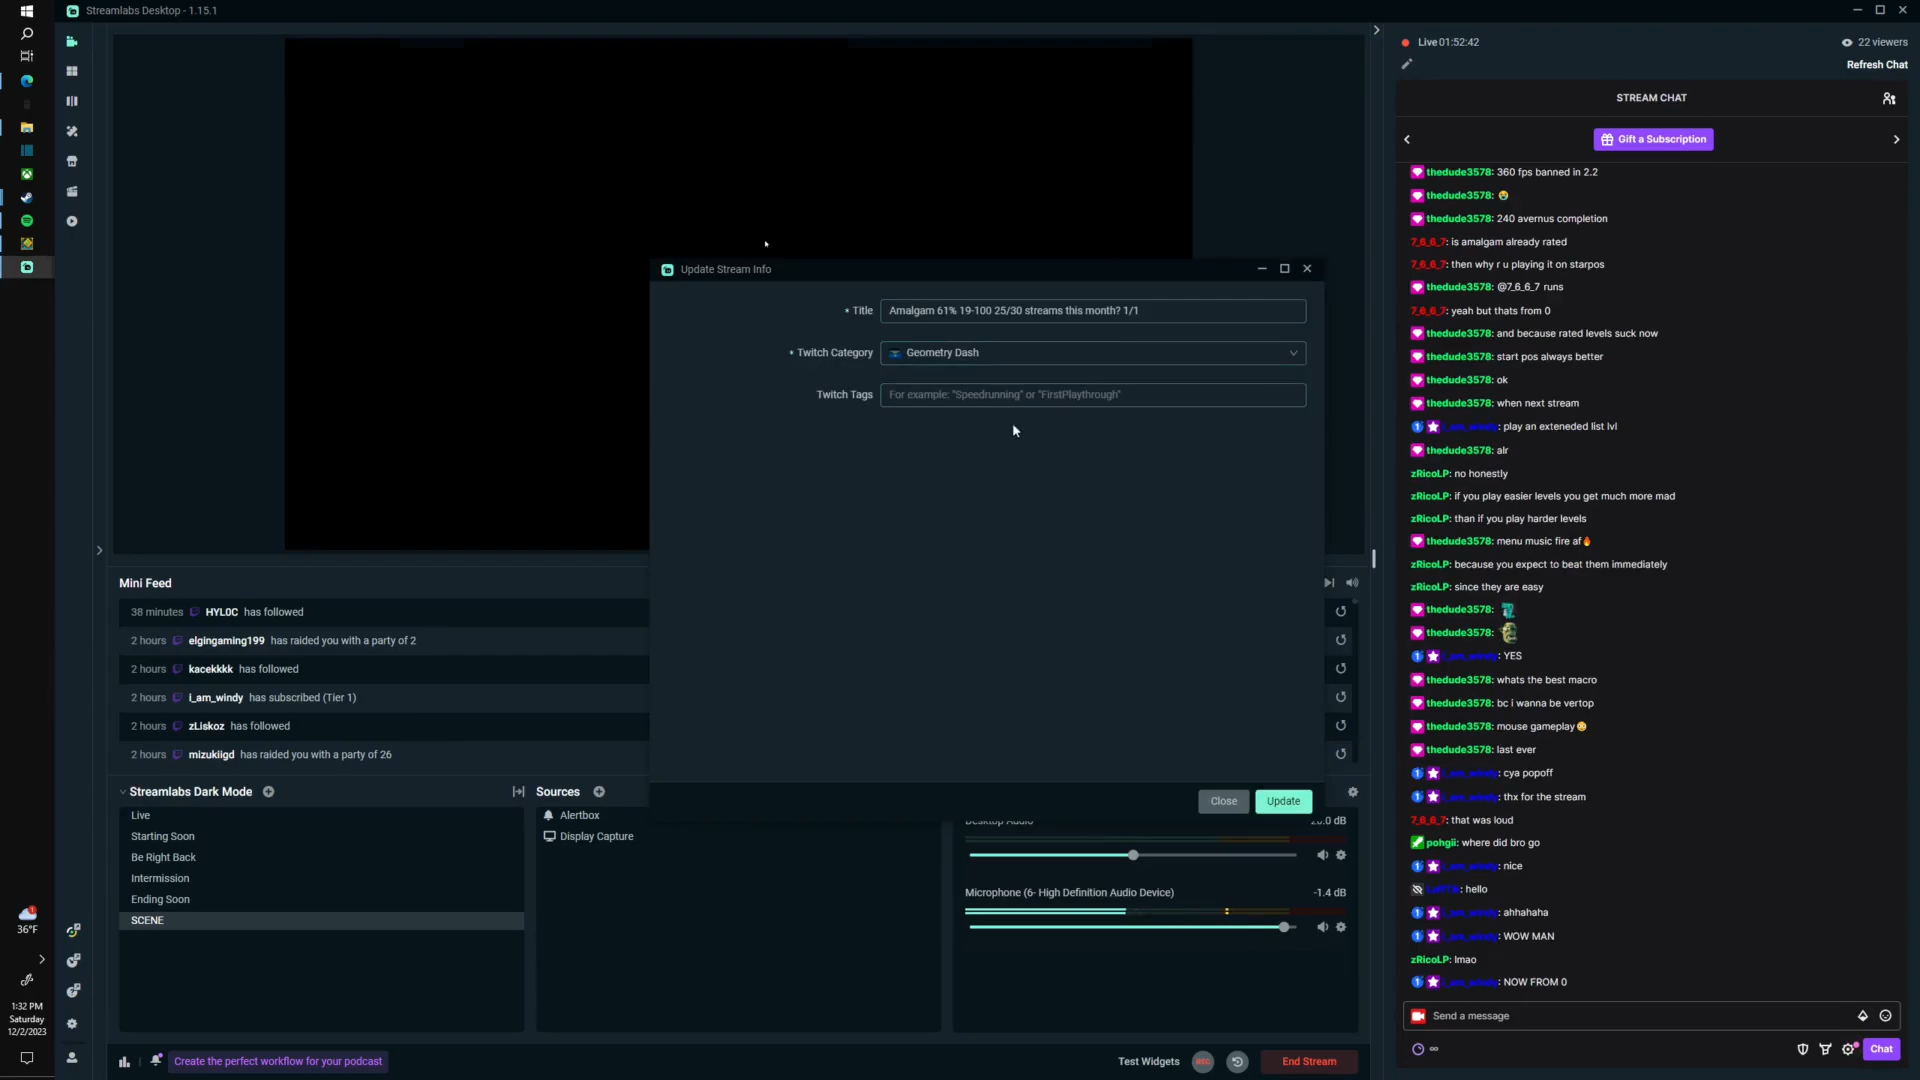 Streamlabs Desktop - 1.15.1
Update Stream Info
* Title
Amalgam 61% 19-100 25/30 streams this month? 1/1
* Twitch Category
Geometry Dash
Twitch Tags
For example: "Speedrunning" or "FirstPlaythrough"
Close
Update
Mini Feed
38 minutes HYL0C has followed
2 hours elgingaming199 has raided you with a party of 2
2 hours kacekkkk has followed
2 hours i_am_windy has subscribed (Tier 1)
2 hours zLiskoz has followed
2 hours mizukiigd has raided you with a party of 26
Streamlabs Dark Mode
Live
Starting Soon
Be Right Back
Intermission
Ending Soon
SCENE
Sources
Alertbox
Display Capture
Desktop Audio
Microphone (6- High Definition Audio Device)
-1.4 dB
Create the perfect workflow for your podcast
Test Widgets
REC
End Stream
Live 01:52:42
22 viewers
Refresh Chat
STREAM CHAT
Gift a Subscription
thedude3578: 360 fps banned in 2.2
thedude3578:
thedude3578: 240 avernus completion
7_6_6_7: is amalgam already rated
7_6_6_7: then why r u playing it on starpos
thedude3578: @7_6_6_7 runs
7_6_6_7: yeah but thats from 0
thedude3578: and because rated levels suck now
thedude3578: start pos always better
thedude3578: ok
thedude3578: when next stream
i_am_windy: play an exteneded list lvl
thedude3578: alr
zRicoLP: no honestly
zRicoLP: if you play easier levels you get much more mad
zRicoLP: than if you play harder levels
thedude3578: menu music fire af
zRicoLP: because you expect to beat them immediately
zRicoLP: since they are easy
thedude3578:
thedude3578:
i_am_windy: YES
thedude3578: whats the best macro
thedude3578: bc i wanna be vertop
thedude3578: mouse gameplay
thedude3578: last ever
i_am_windy: cya popoff
i_am_windy: thx for the stream
7_6_6_7: that was loud
pohgii: where did bro go
i_am_windy: nice
: hello
i_am_windy: ahhahaha
i_am_windy: WOW MAN
zRicoLP: lmao
i_am_windy: NOW FROM 0
Send a message
Chat
36°F
1:32 PM
Saturday
12/2/2023